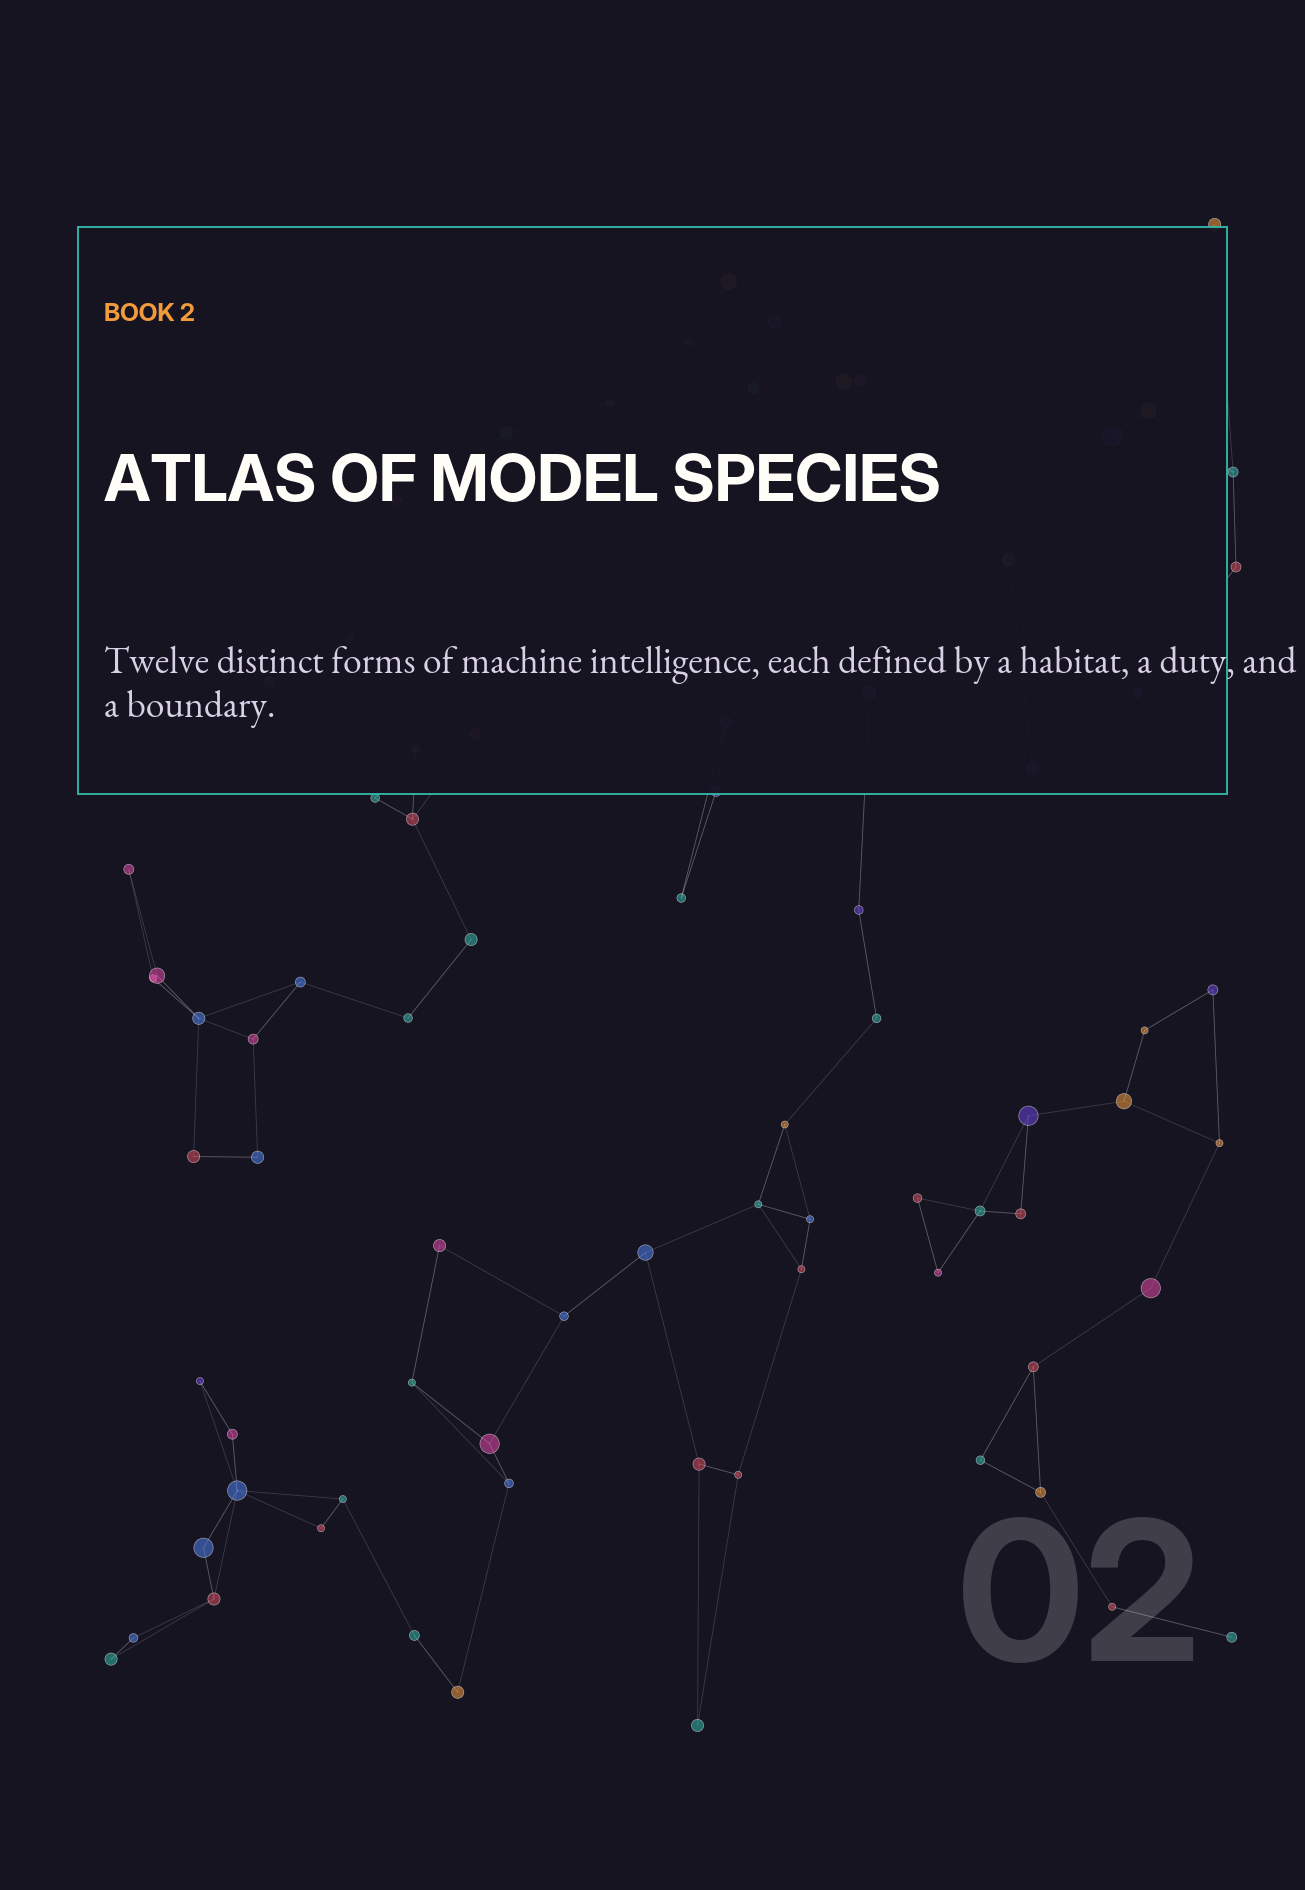 BOOK 2
ATLAS OF MODEL SPECIES
Twelve distinct forms of machine intelligence, each defined by a habitat, a duty, and
a boundary.
02